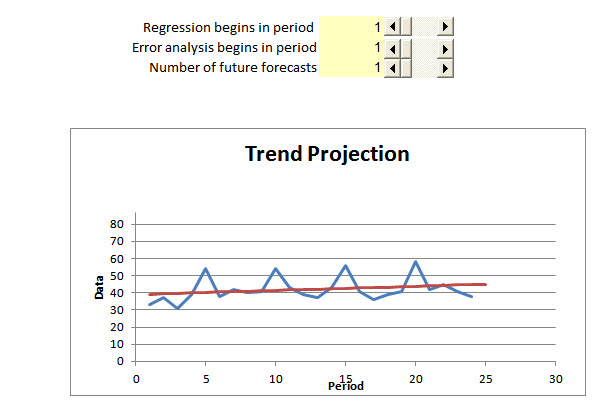 Regression begins in period 1
Error analysis begins in period 1
Number of future forecasts 1
Trend Projection
80
70
60
50
40
30
20
10
0
Data
0 5 10 15 20 25 30
Period